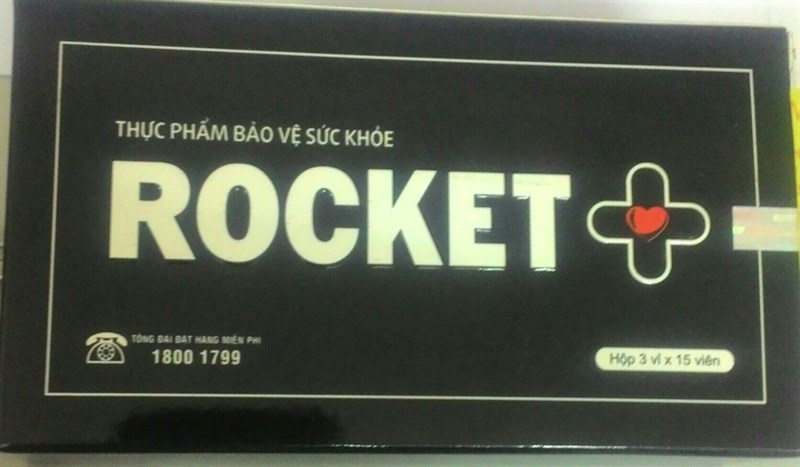 THỰC PHẨM BẢO VỆ SỨC KHỎE
ROCKET
TỔNG ĐÀI ĐẶT HÀNG MIỄN PHÍ
1800 1799
Hộp 3 vỉ x 15 viên